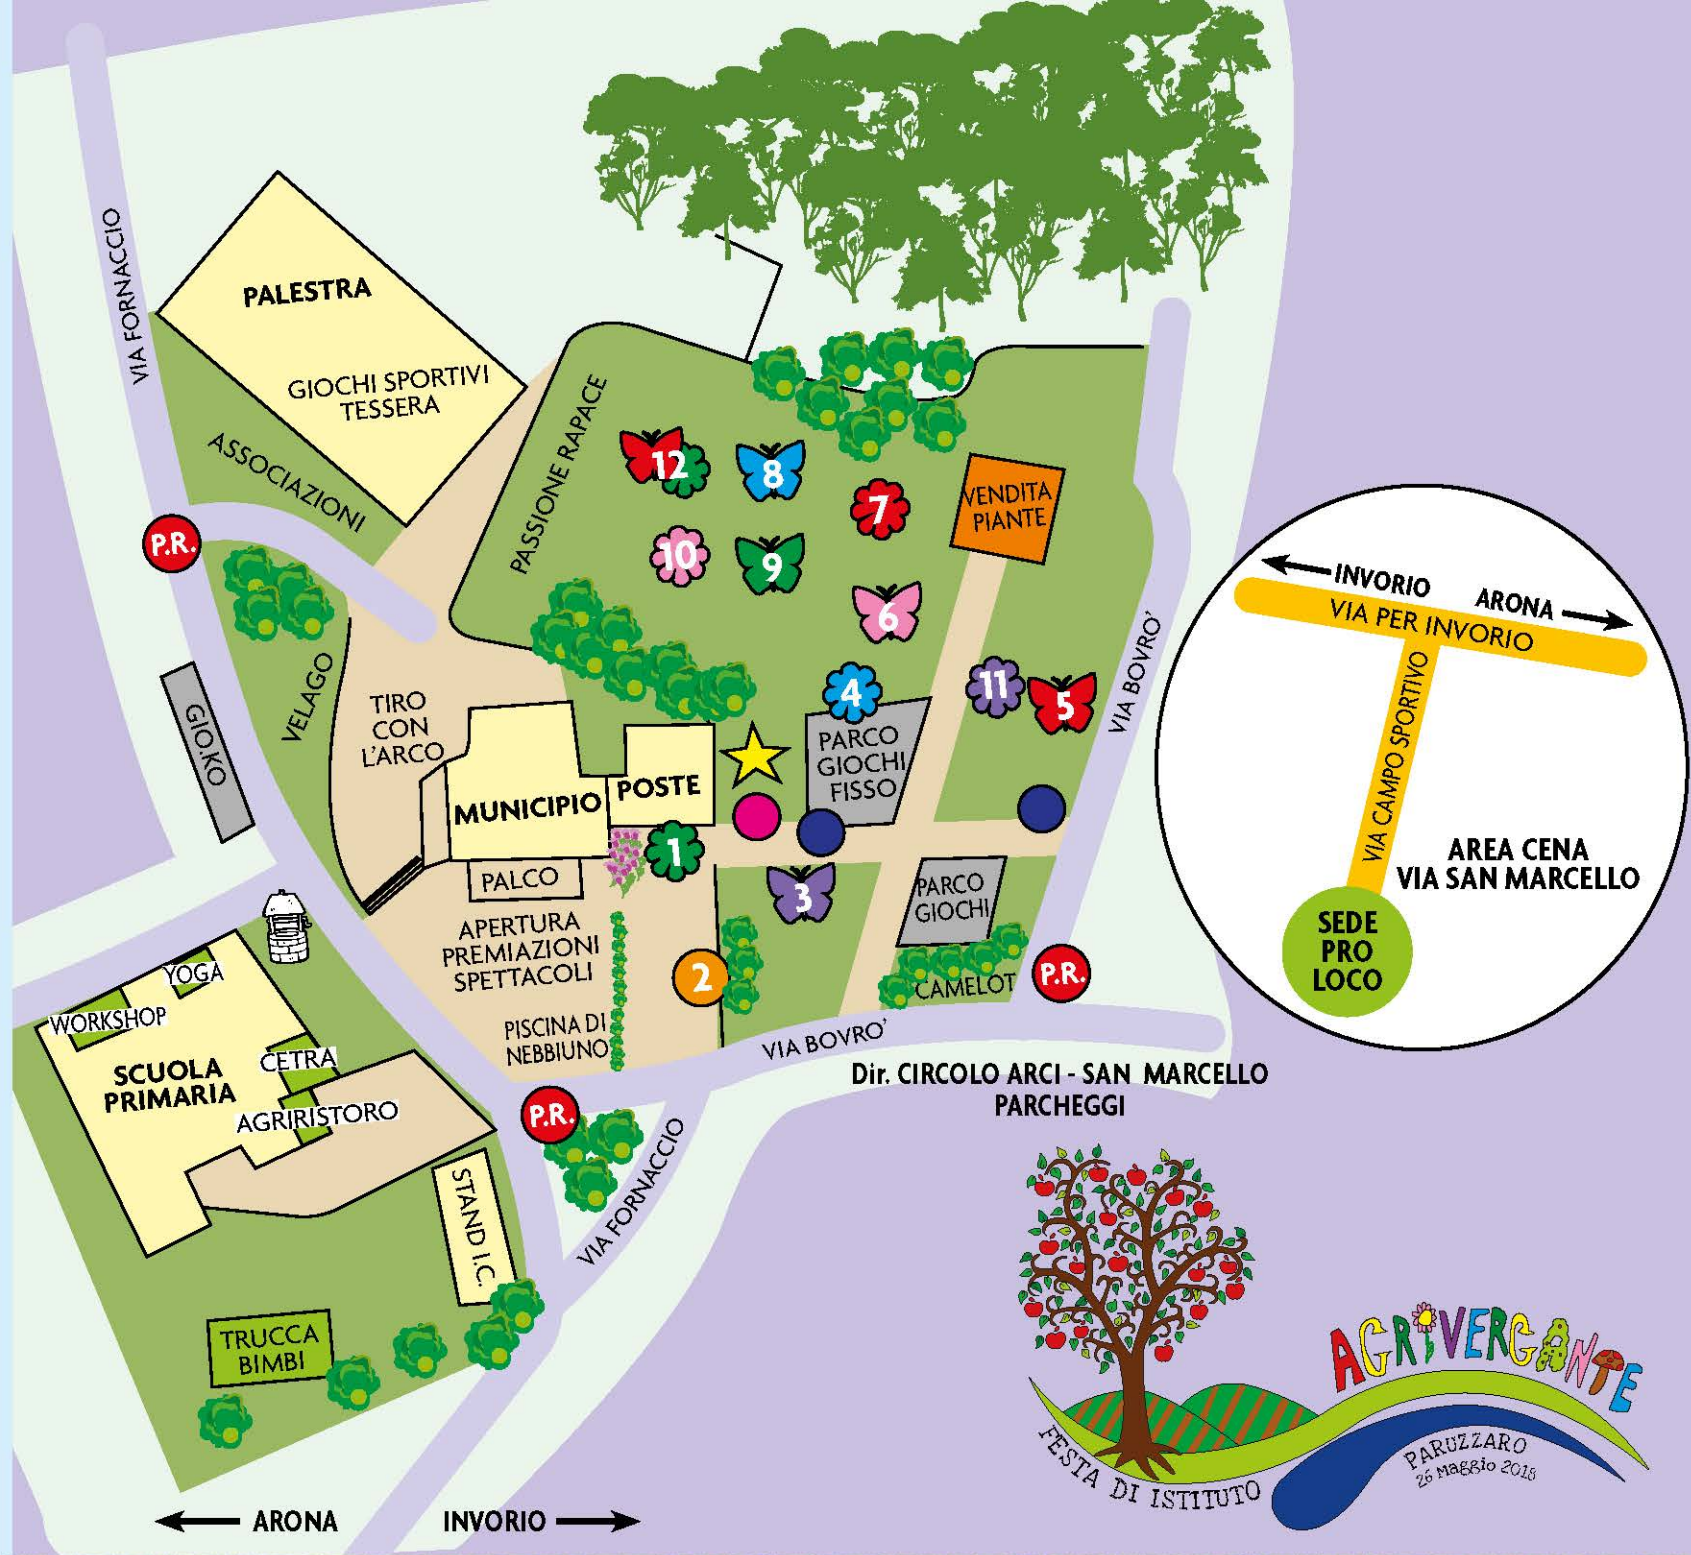 VIA FORNACCIO
PALESTRA
GIOCHI SPORTIVI
TESSERA
ASSOCIAZIONI
PASSIONE RAPACE
12
8
7
10
9
6
VENDITA
PIANTE
P.R.
VELAGO
GIO.KO
TIRO
CON
L'ARCO
MUNICIPIO
POSTE
4
11
5
PARCO
GIOCHI
FISSO
VIA BOVRO'
1
3
PALCO
PARCO
GIOCHI
APERTURA
PREMIAZIONI
SPETTACOLI
2
CAMELOT
P.R.
PISCINA DI
NEBBIUNO
VIA BOVRO'
Dir. CIRCOLO ARCI - SAN MARCELLO
PARCHEGGI
YOGA
WORKSHOP
CETRA
SCUOLA
PRIMARIA
AGRIRISTORO
P.R.
STAND I.C.
VIA FORNACCIO
TRUCCA
BIMBI
ARONA
INVORIO
INVORIO
ARONA
VIA PER INVORIO
VIA CAMPO SPORTIVO
AREA CENA
VIA SAN MARCELLO
SEDE
PRO
LOCO
AGRIVERGANTE
FESTA DI ISTITUTO
PARUZZARO
26 Maggio 2018